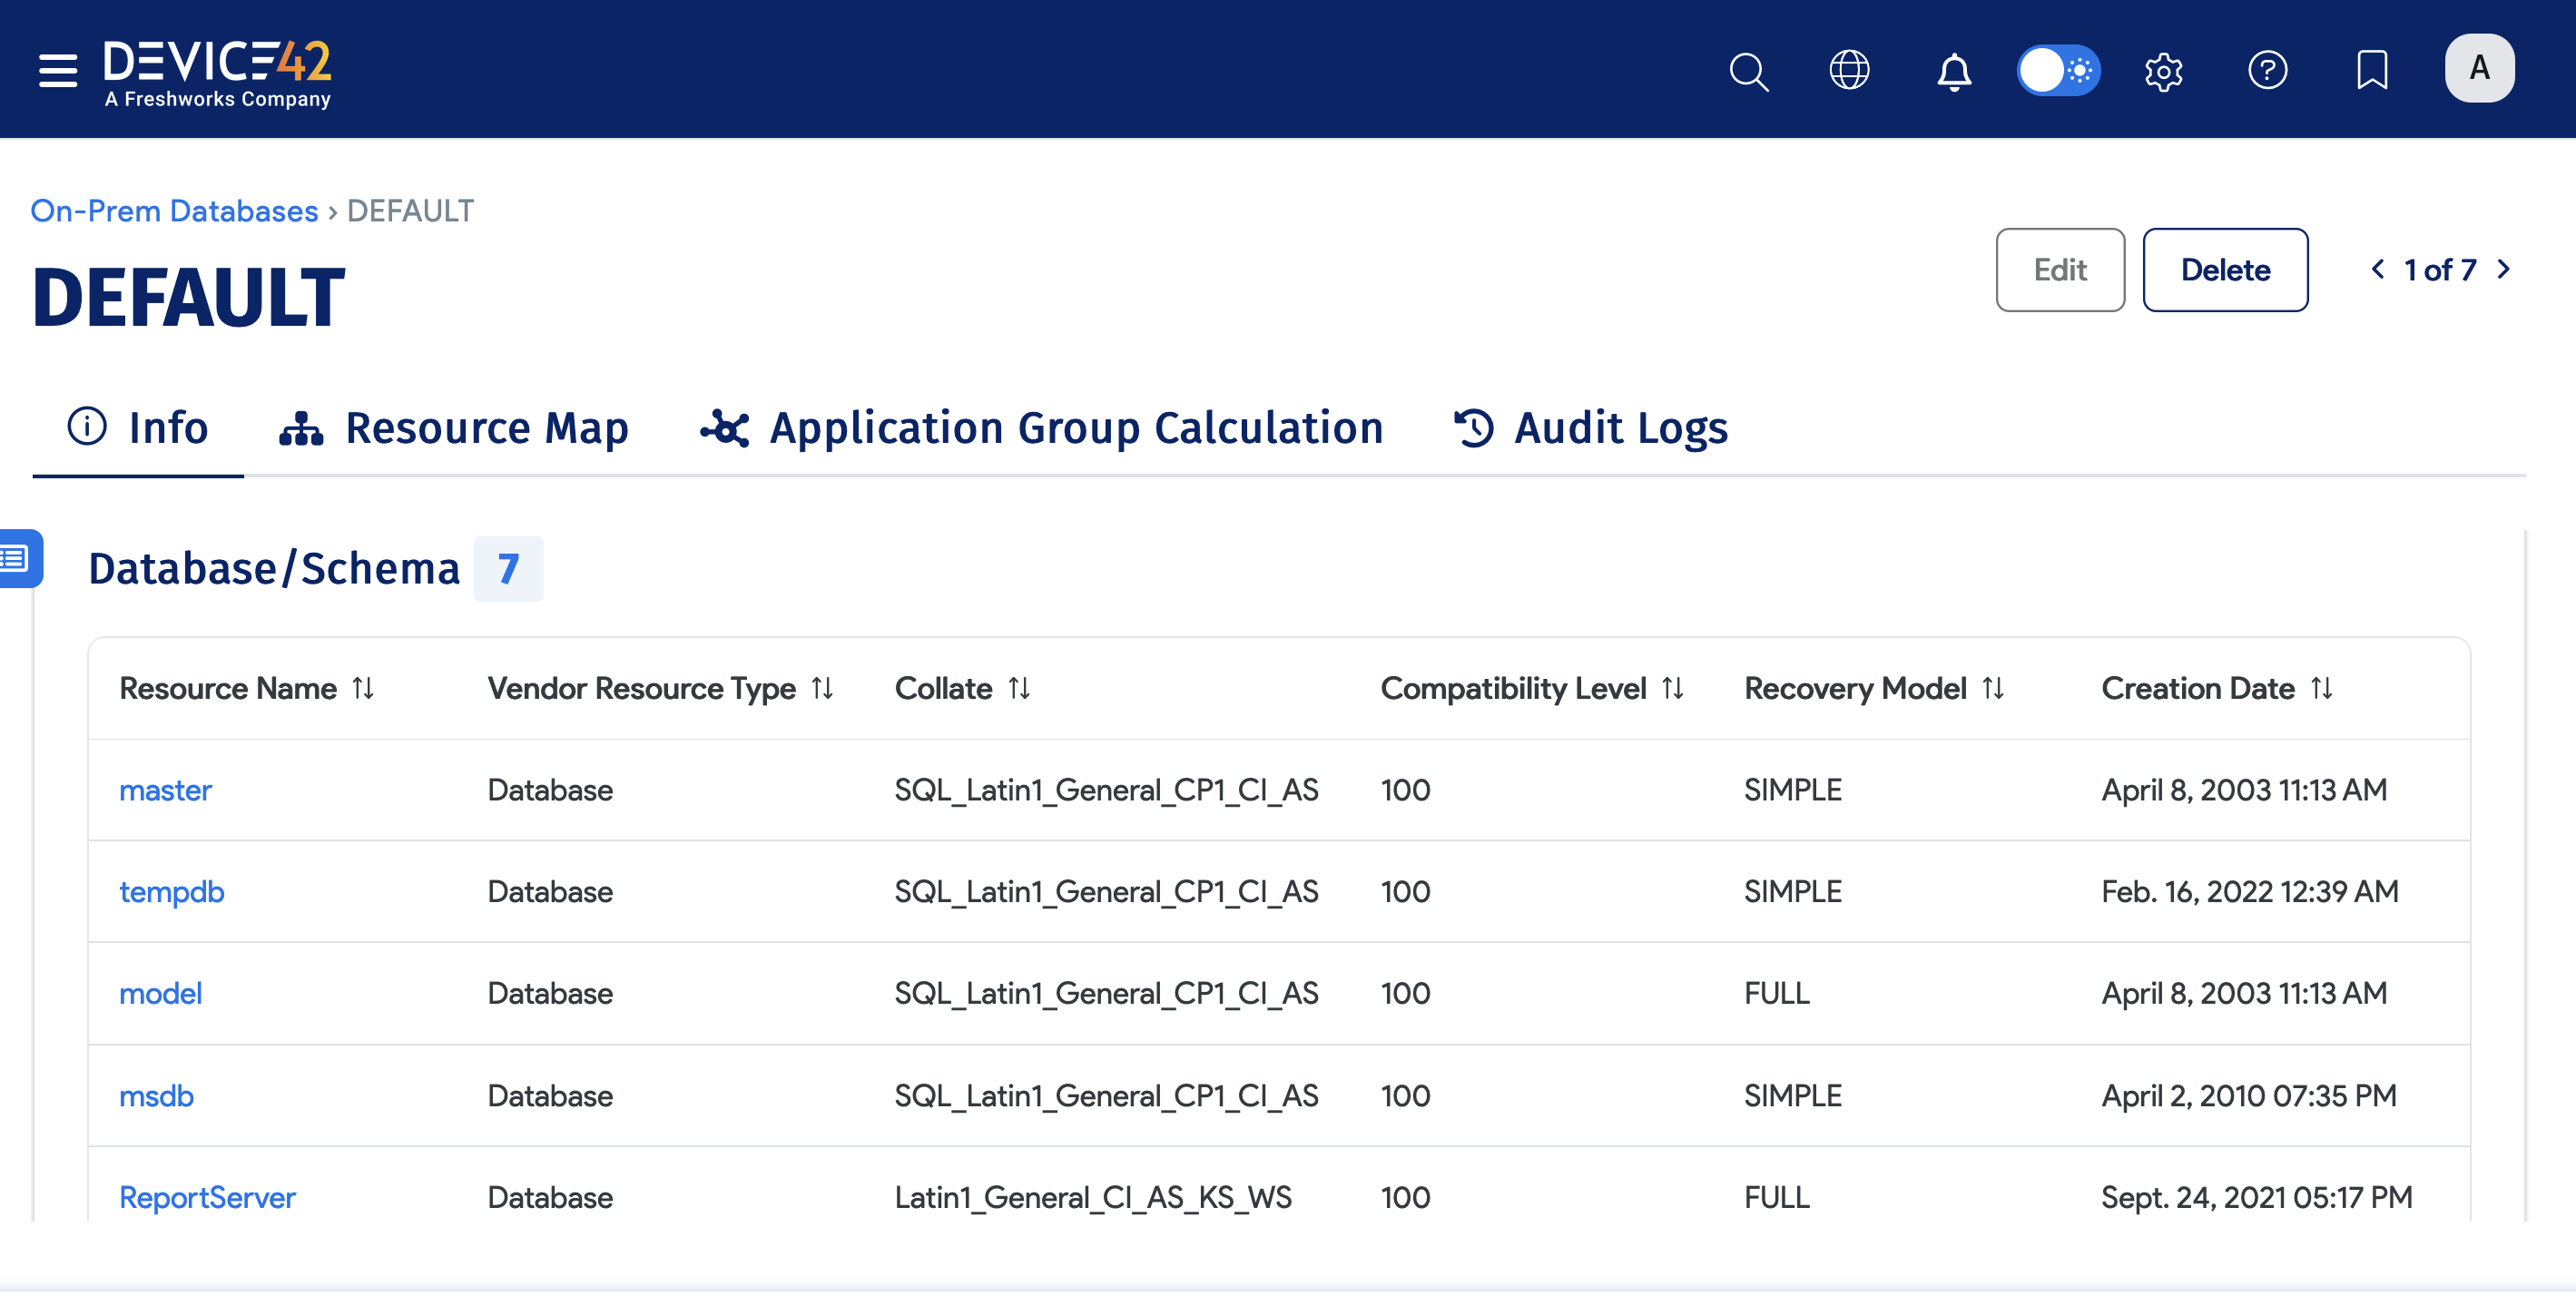 DEVICE42
A Freshworks Company
A
On-Prem Databases › DEFAULT
DEFAULT
Edit
Delete
1 of 7
Info
Resource Map
Application Group Calculation
Audit Logs
Database/Schema 7
Resource Name Vendor Resource Type Collate Compatibility Level Recovery Model Creation Date
master Database SQL_Latin1_General_CP1_CI_AS 100 SIMPLE April 8, 2003 11:13 AM
tempdb Database SQL_Latin1_General_CP1_CI_AS 100 SIMPLE Feb. 16, 2022 12:39 AM
model Database SQL_Latin1_General_CP1_CI_AS 100 FULL April 8, 2003 11:13 AM
msdb Database SQL_Latin1_General_CP1_CI_AS 100 SIMPLE April 2, 2010 07:35 PM
ReportServer Database Latin1_General_CI_AS_KS_WS 100 FULL Sept. 24, 2021 05:17 PM